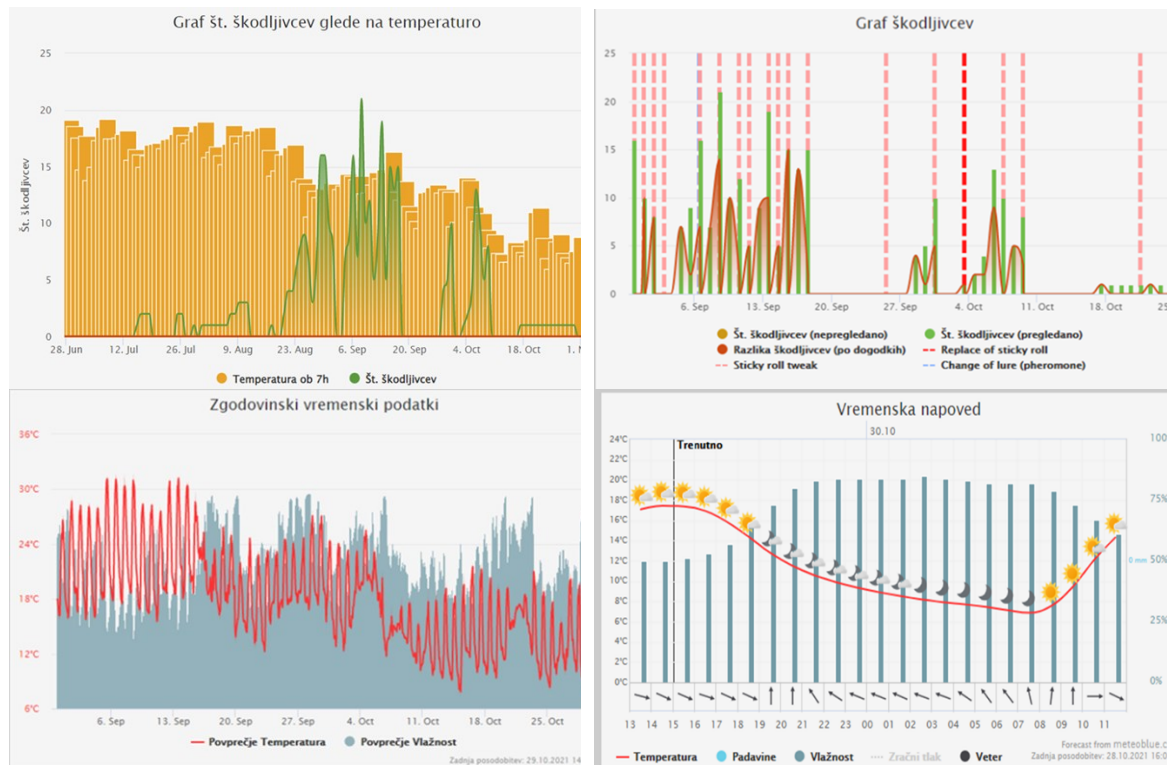 Graf št. škodljivcev glede na temperaturo
25
20
15
10
5
0
Št. škodljivcev
28. Jun 12. Jul 26. Jul 9. Aug 23. Aug 6. Sep 20. Sep 4. Oct 18. Oct 1.
Temperatura ob 7h Št. škodljivcev
Graf škodljivcev
25
20
15
10
5
0
6. Sep 13. Sep 20. Sep 27. Sep 4. Oct 11. Oct 18. Oct 25
Št. škodljivcev (nepregledano) Št. škodljivcev (pregledano)
Razlika škodljivcev (po dogodkih) Replace of sticky roll
Sticky roll tweak Change of lure (pheromone)
Zgodovinski vremenski podatki
36°C
30°C
24°C
18°C
12°C
6°C
6. Sep 13. Sep 20. Sep 27. Sep 4. Oct 11. Oct 18. Oct 25. Oct
Povprečje Temperatura Povprečje Vlažnost
Zadnja posodobitev: 29.10.2021 14
Vremenska napoved
30.10
Trenutno
24°C
22°C
20°C
18°C
16°C
14°C
12°C
10°C
8°C
6°C
4°C
2°C
0°C
100
75%
50%
0 mm
25%
0%
13 14 15 16 17 18 19 20 21 22 23 00 01 02 03 04 05 06 07 08 09 10 11
Forecast from meteoblue.c
Temperatura Padavine Vlažnost Zračni tlak Veter
Zadnja posodobitev: 28.10.2021 16:0